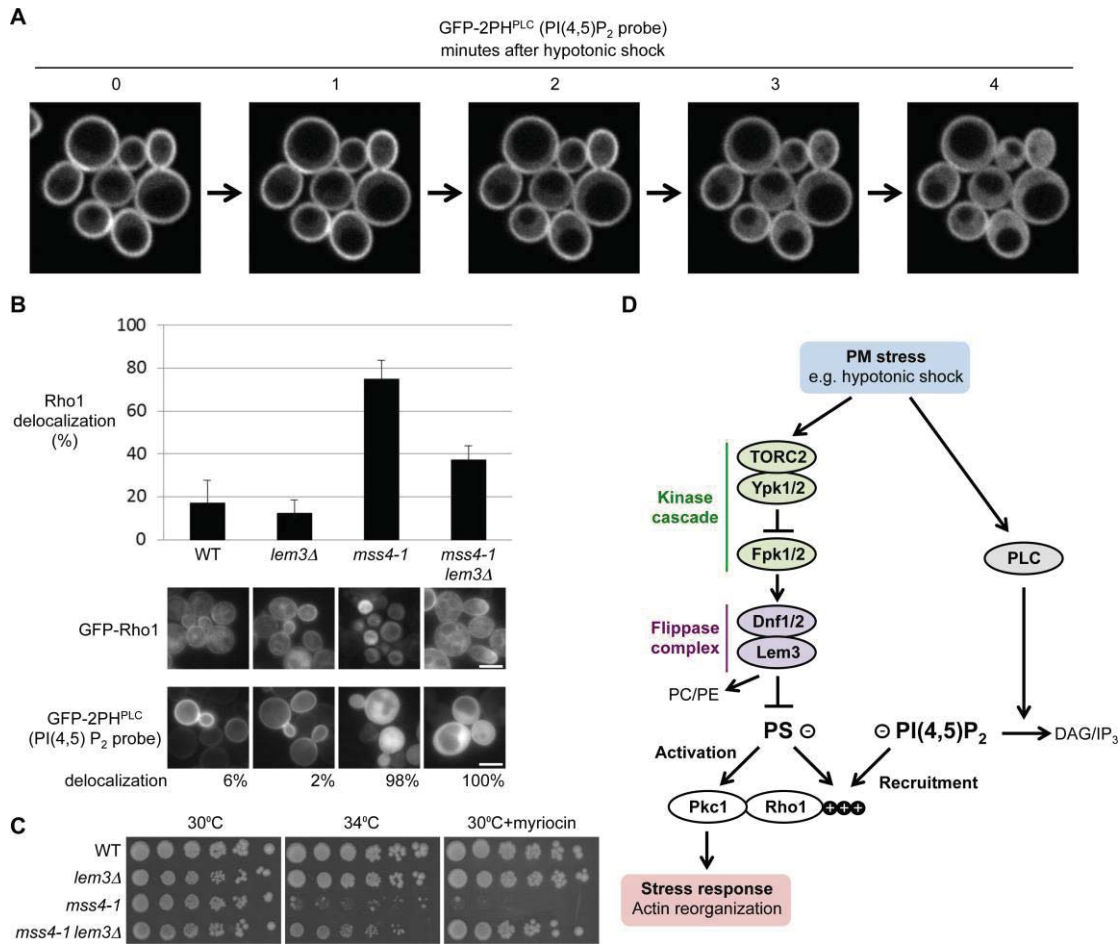 A
GFP-2PHPLC (PI(4,5)P2 probe)
minutes after hypotonic shock
0 1 2 3 4
B
Rho1
delocalization
(%)
100
80
60
40
20
0
WT lem3Δ mss4-1 mss4-1
lem3Δ
GFP-Rho1
GFP-2PHPLC
(PI(4,5) P2 probe)
delocalization 6% 2% 98% 100%
C
30ºC 34ºC 30ºC+myriocin
WT
lem3Δ
mss4-1
mss4-1 lem3Δ
D
PM stress
e.g. hypotonic shock
TORC2
Ypk1/2
Kinase
cascade
Fpk1/2
PLC
Flippase
complex
Dnf1/2
Lem3
PC/PE
PS ⊖ ⊖ PI(4,5)P2 DAG/IP3
Activation
Recruitment
Pkc1 Rho1 +++
Stress response
Actin reorganization